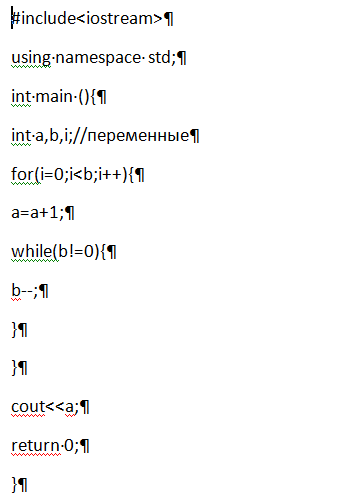 #include<iostream>¶
using·namespace·std;¶
int·main·(){¶
int·a,b,i;//переменные¶
for(i=0;i<b;i++){¶
a=a+1;¶
while(b!=0){¶
b--;¶
}¶
}¶
cout<<a;¶
return·0;¶
}¶